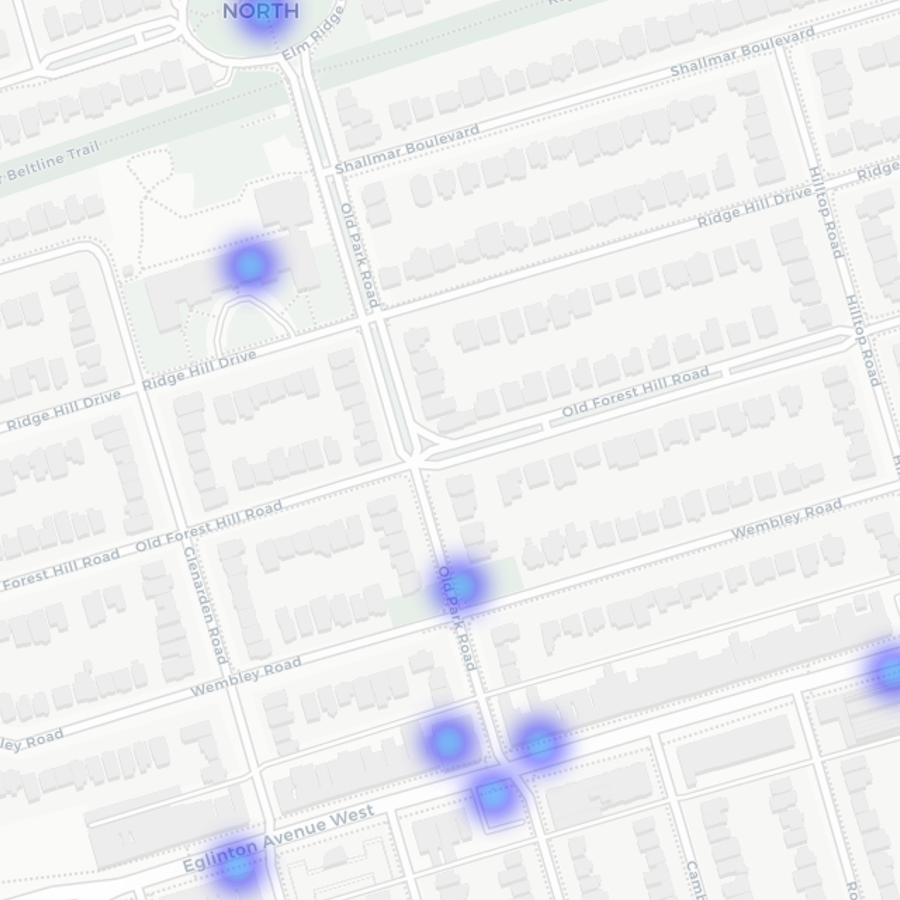 NORTH
Elm Ridge
Shallmar Boulevard
Beltline Trail
Shallmar Boulevard
Ridge
Hilltop Road
Ridge Hill Drive
Old Park Road
Hilltop Road
Ridge Hill Drive
Ridge Hill Drive
Old Forest Hill Road
Old Forest Hill Road
Forest Hill Road
Wembley Road
Glenarden Road
Old Park Road
Wembley Road
ley Road
Eglinton Avenue West
Camb
Ro